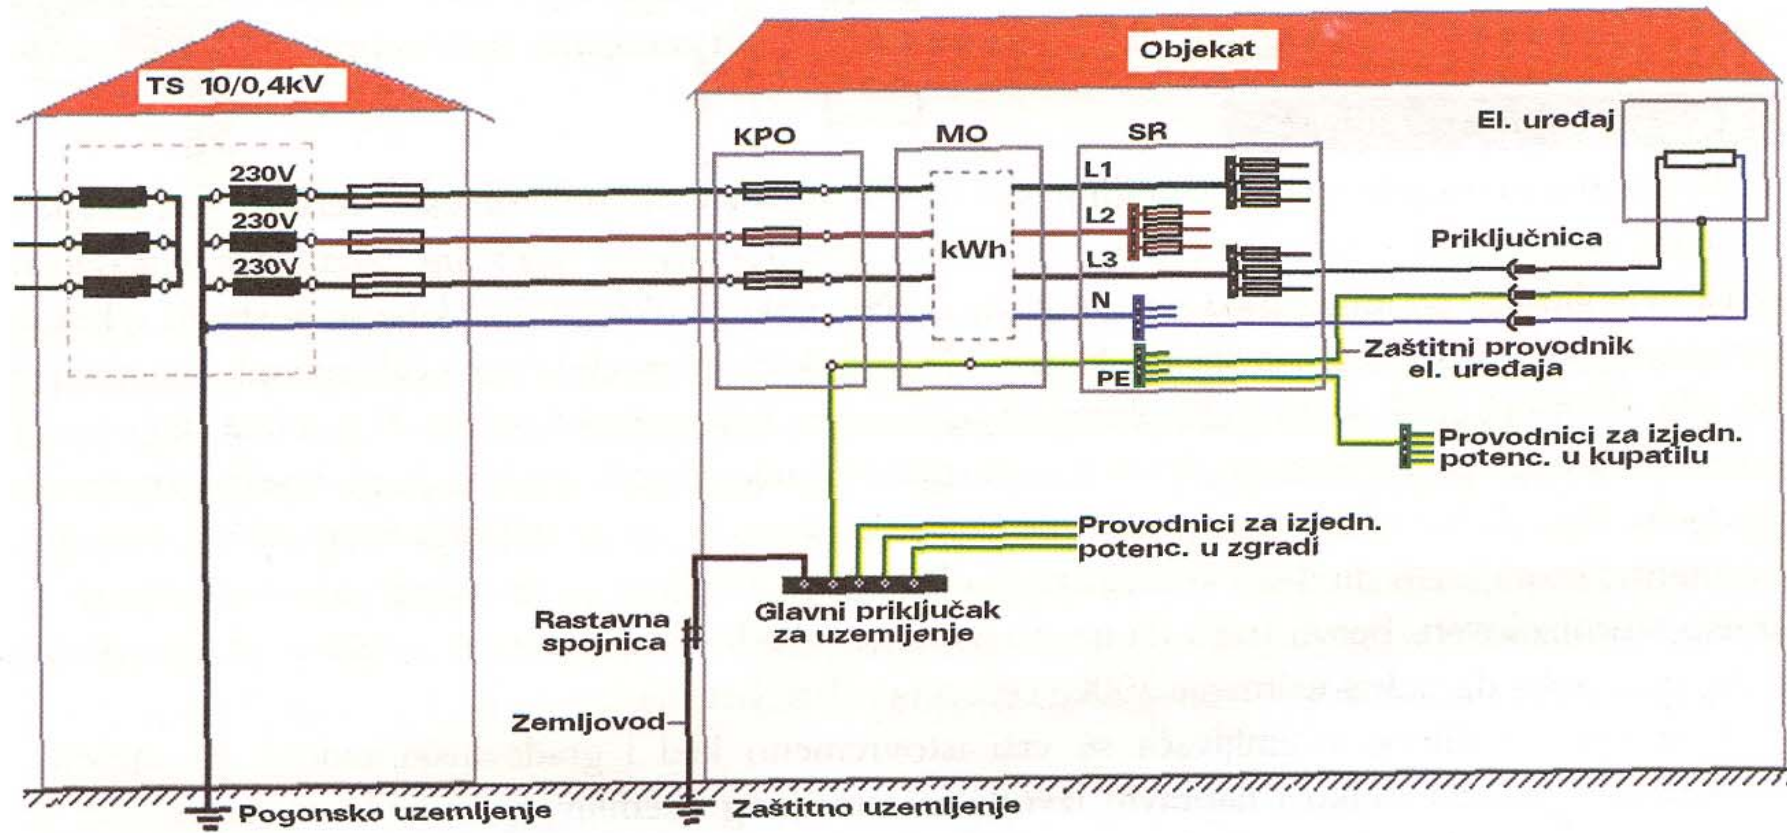 TS 10/0,4kV
Objekat
KPO
MO
SR
El. uređaj
230V
230V
230V
L1
L2
L3
N
PE
kWh
Priključnica
Zaštitni provodnik
el. uređaja
Provodnici za izjedn.
potenc. u kupatilu
Provodnici za izjedn.
potenc. u zgradi
Glavni priključak
za uzemljenje
Rastavna
spojnica
Zemljovod
Pogonsko uzemljenje
Zaštitno uzemljenje